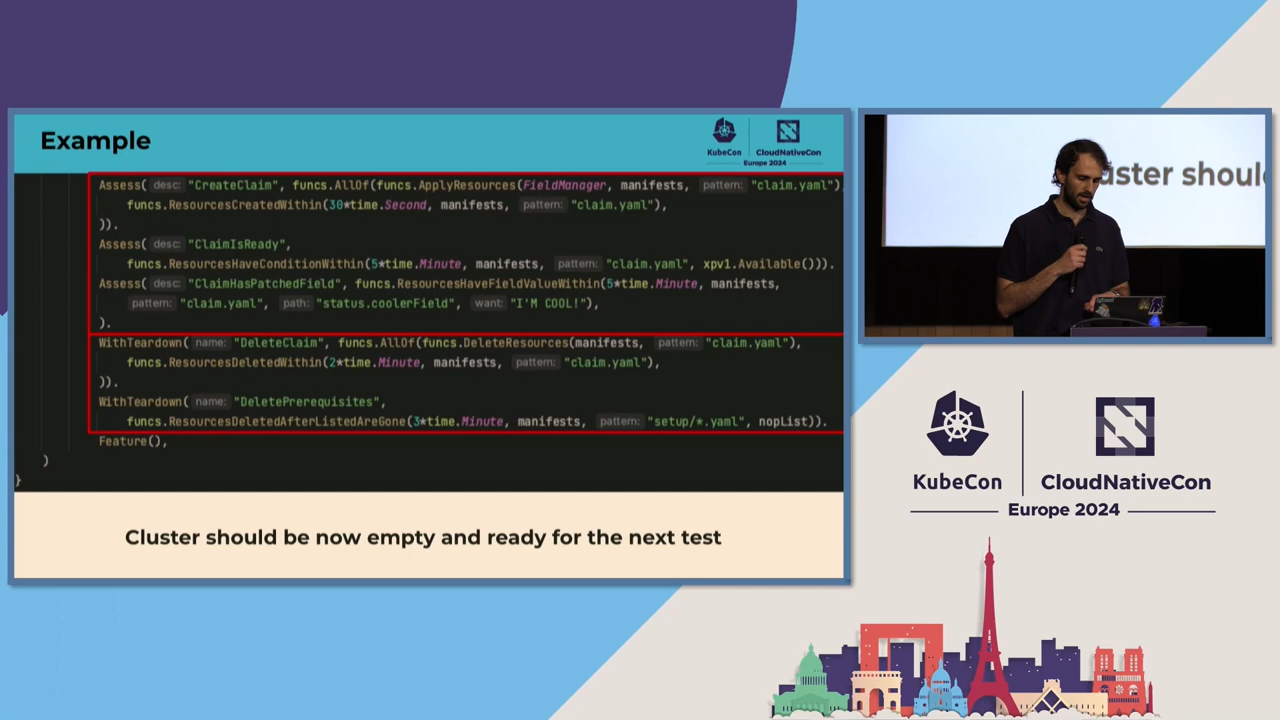 Example
KubeCon
CloudNativeCon
Europe 2024
Assess( desc: "CreateClaim", funcs.AllOf(funcs.ApplyResources(FieldManager, manifests, pattern: "claim.yaml"),
funcs.ResourcesCreatedWithin(30*time.Second, manifests, pattern: "claim.yaml"),
)).
Assess( desc: "ClaimIsReady",
funcs.ResourcesHaveConditionWithin(5*time.Minute, manifests, pattern: "claim.yaml", xpv1.Available())).
Assess( desc: "ClaimHasPatchedField", funcs.ResourcesHaveFieldValueWithin(5*time.Minute, manifests,
pattern: "claim.yaml", path: "status.coolerField", want: "I'M COOL!"),
).
WithTeardown( name: "DeleteClaim", funcs.AllOf(funcs.DeleteResources(manifests, pattern: "claim.yaml"),
funcs.ResourcesDeletedWithin(2*time.Minute, manifests, pattern: "claim.yaml"),
)).
WithTeardown( name: "DeletePrerequisites",
funcs.ResourcesDeletedAfterListedAreGone(3*time.Minute, manifests, pattern: "setup/*.yaml", nopList)).
Feature(),
)
}
Cluster should be now empty and ready for the next test
KubeCon
CloudNativeCon
Europe 2024